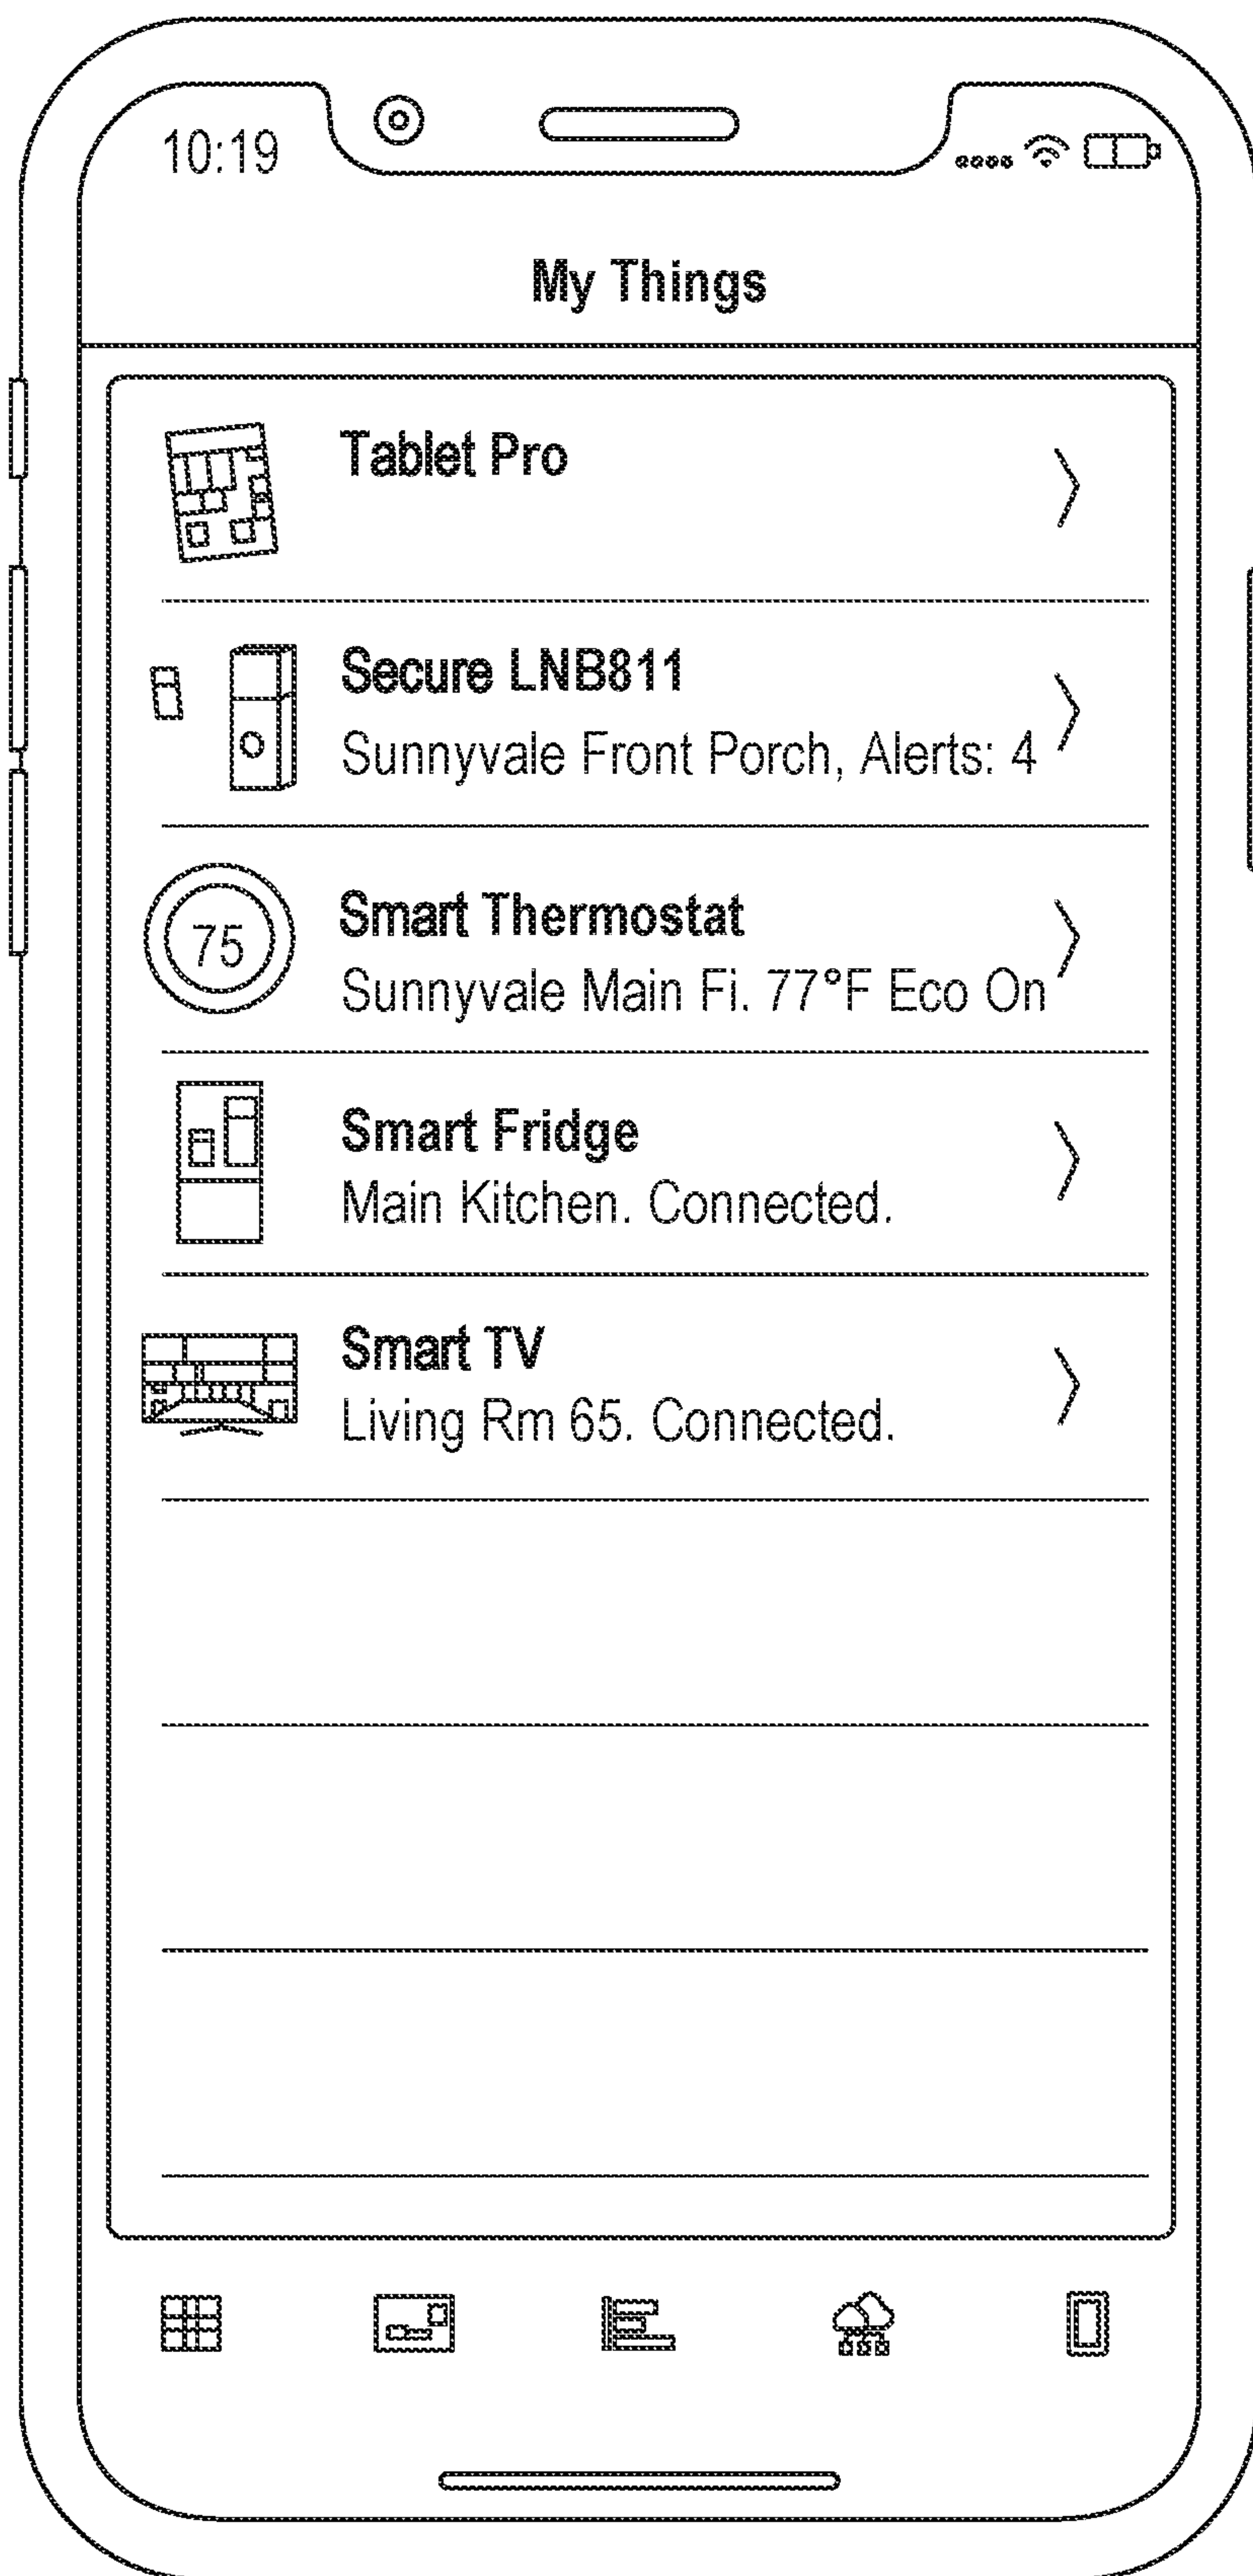 10:19
My Things
Tablet Pro
Secure LNB811
Sunnyvale Front Porch, Alerts: 4
75
Smart Thermostat
Sunnyvale Main Fi. 77°F Eco On
Smart Fridge
Main Kitchen. Connected.
Smart TV
Living Rm 65. Connected.